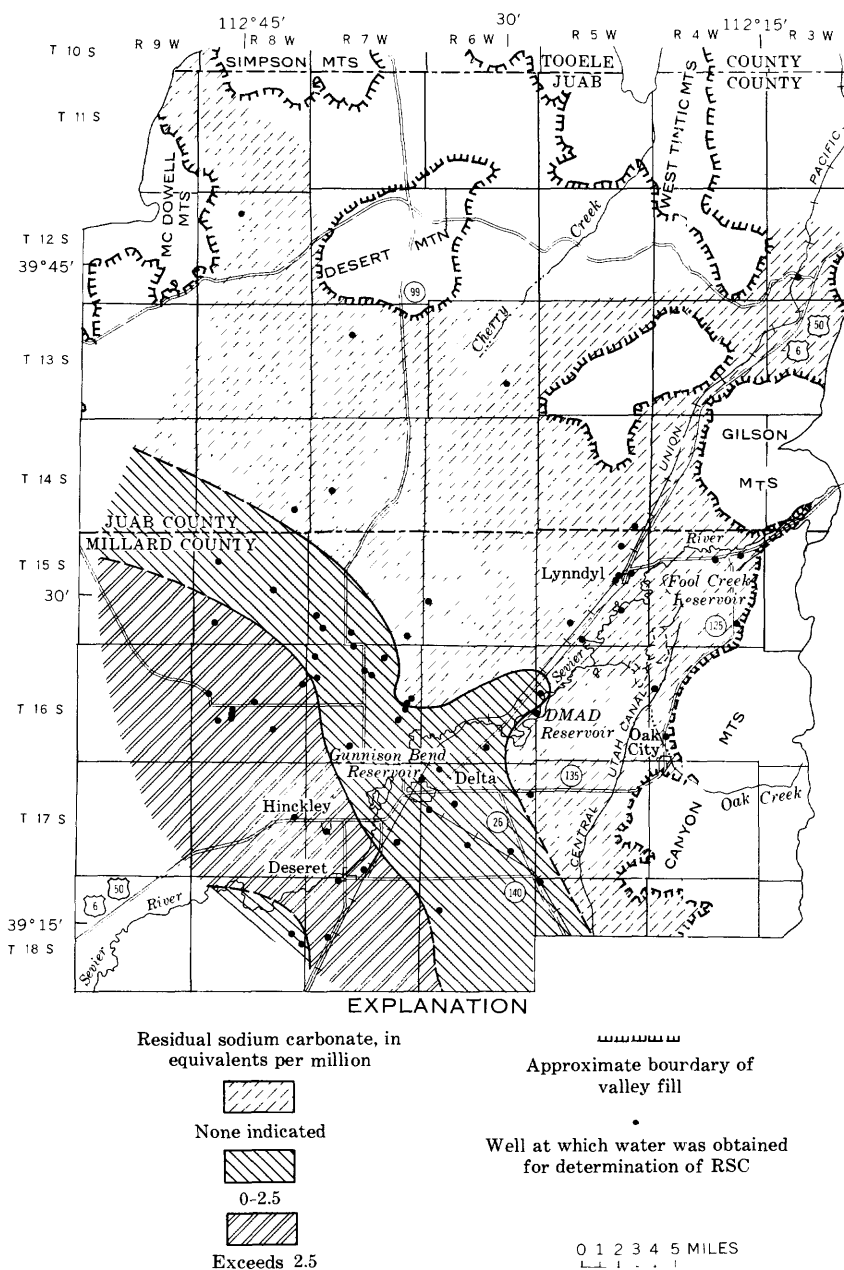 112°45'
30'
112°15'
T 10 S
R 9 W
R 8 W
R 7 W
R 6 W
R 5 W
R 4 W
R 3 W
SIMPSON MTS
TOOELE COUNTY
JUAB COUNTY
T 11 S
MC DOWELL MTS
WEST TINTIC MTS
PACIFIC
T 12 S
39°45'
DESERT MTN
Creek
99
Cherry
50
6
T 13 S
GILSON
MTS
UNION
T 14 S
JUAB COUNTY
MILLARD COUNTY
River
T 15 S
Lynndyl
Fool Creek
Reservoir
30'
125
Sevier
T 16 S
DMAD
Reservoir
UTAH CANAL
Oak
City
MTS
Gunnison Bend
Reservoir
Delta
135
Oak Creek
Hinckley
T 17 S
26
CENTRAL
CANYON
Deseret
6
50
River
140
39°15'
T 18 S
Sevier
EXPLANATION
Residual sodium carbonate, in
equivalents per million
None indicated
0-2.5
Exceeds 2.5
Approximate boundary of
valley fill
Well at which water was obtained
for determination of RSC
0 1 2 3 4 5 MILES